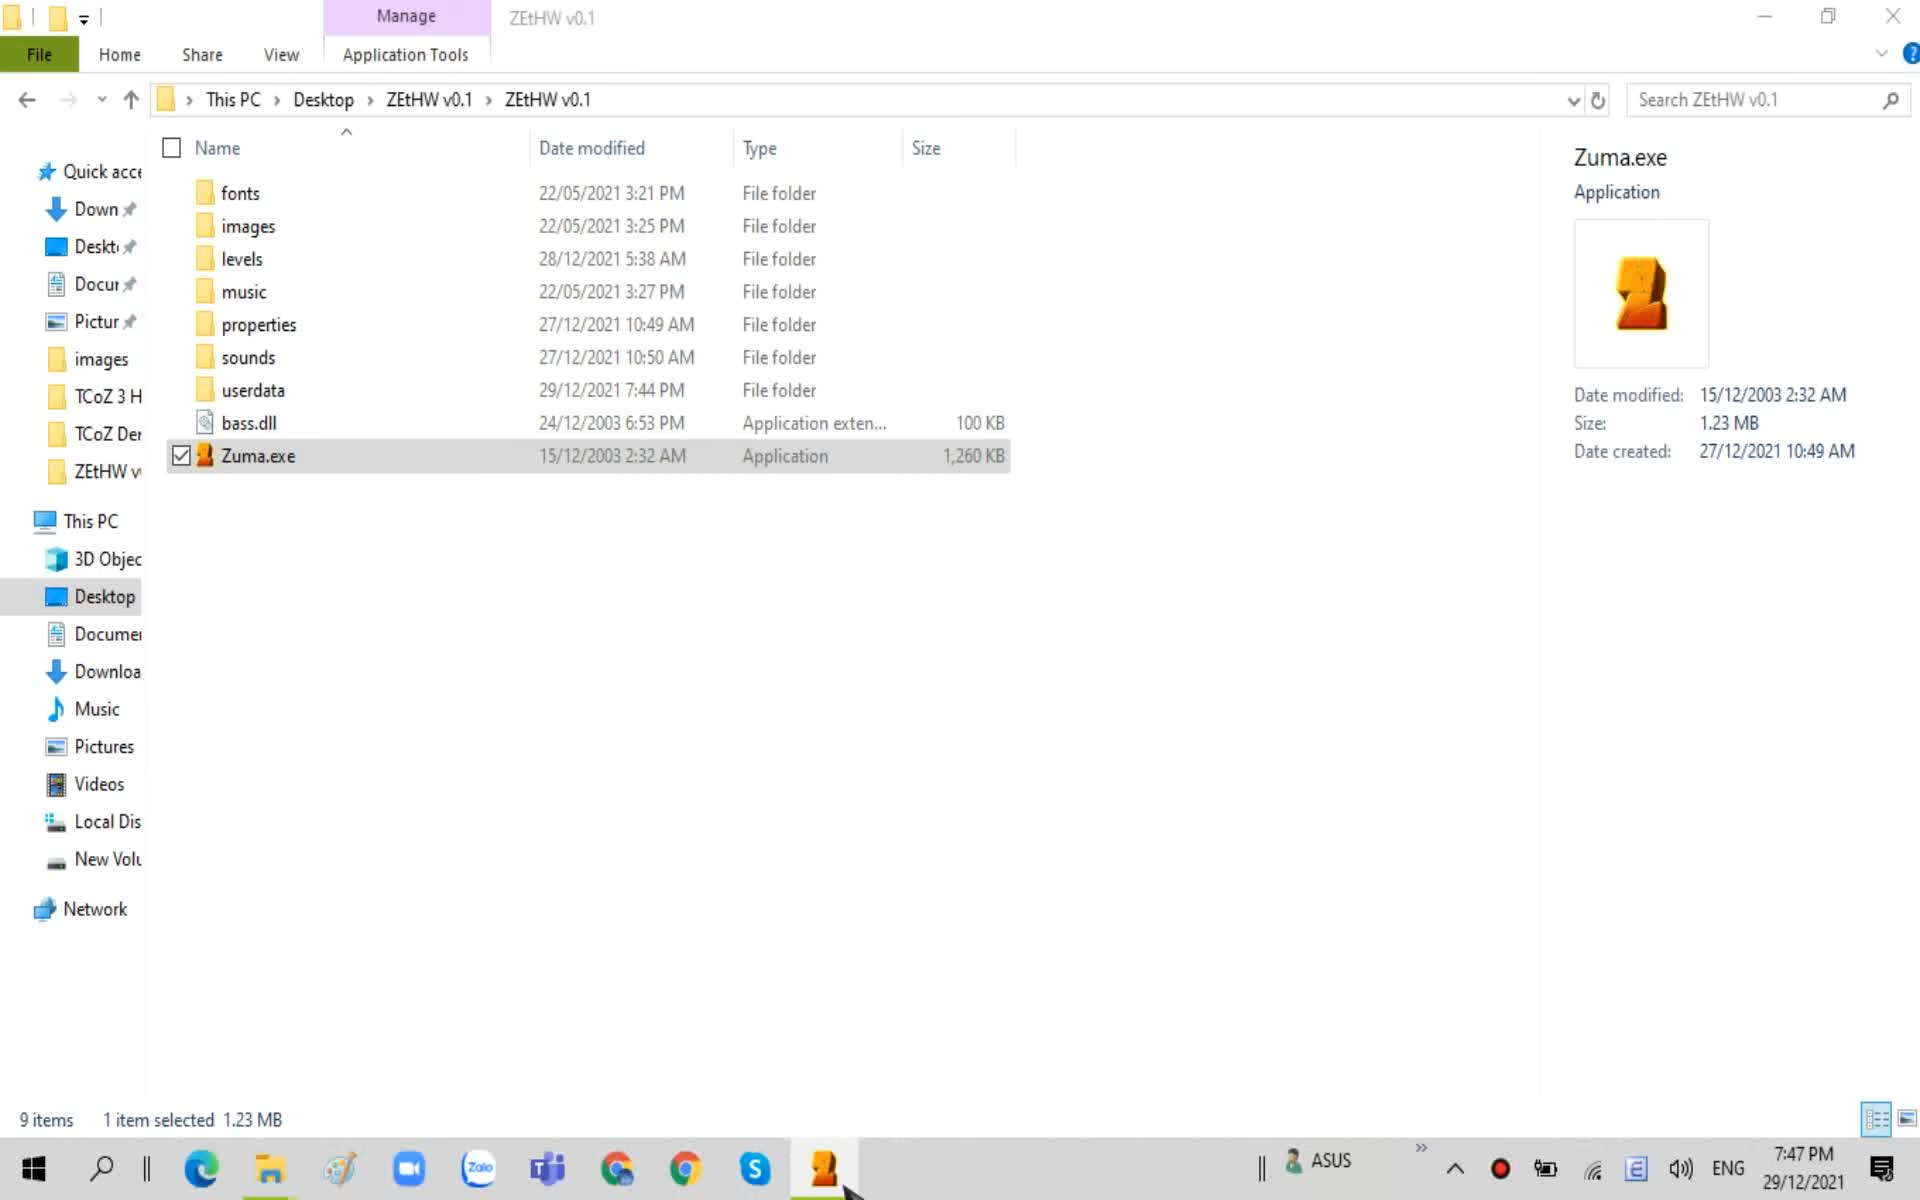 Manage
ZEtHW v0.1
File
Home
Share
View
Application Tools
This PC
Desktop
ZEtHW v0.1
ZEtHW v0.1
Search ZEtHW v0.1
Name
Date modified
Type
Size
fonts 22/05/2021 3:21 PM File folder
images 22/05/2021 3:25 PM File folder
levels 28/12/2021 5:38 AM File folder
music 22/05/2021 3:27 PM File folder
properties 27/12/2021 10:49 AM File folder
sounds 27/12/2021 10:50 AM File folder
userdata 29/12/2021 7:44 PM File folder
bass.dll 24/12/2003 6:53 PM Application exten... 100 KB
Zuma.exe 15/12/2003 2:32 AM Application 1,260 KB
Quick acce
Down
Deskt
Docur
Pictur
images
TCoZ 3 H
TCoZ Der
ZEtHW v
This PC
3D Objec
Desktop
Documer
Downloa
Music
Pictures
Videos
Local Dis
New Volu
Network
Zuma.exe
Application
Date modified: 15/12/2003 2:32 AM
Size: 1.23 MB
Date created: 27/12/2021 10:49 AM
9 items
1 item selected 1.23 MB
Zalo
ASUS
ENG
7:47 PM
29/12/2021